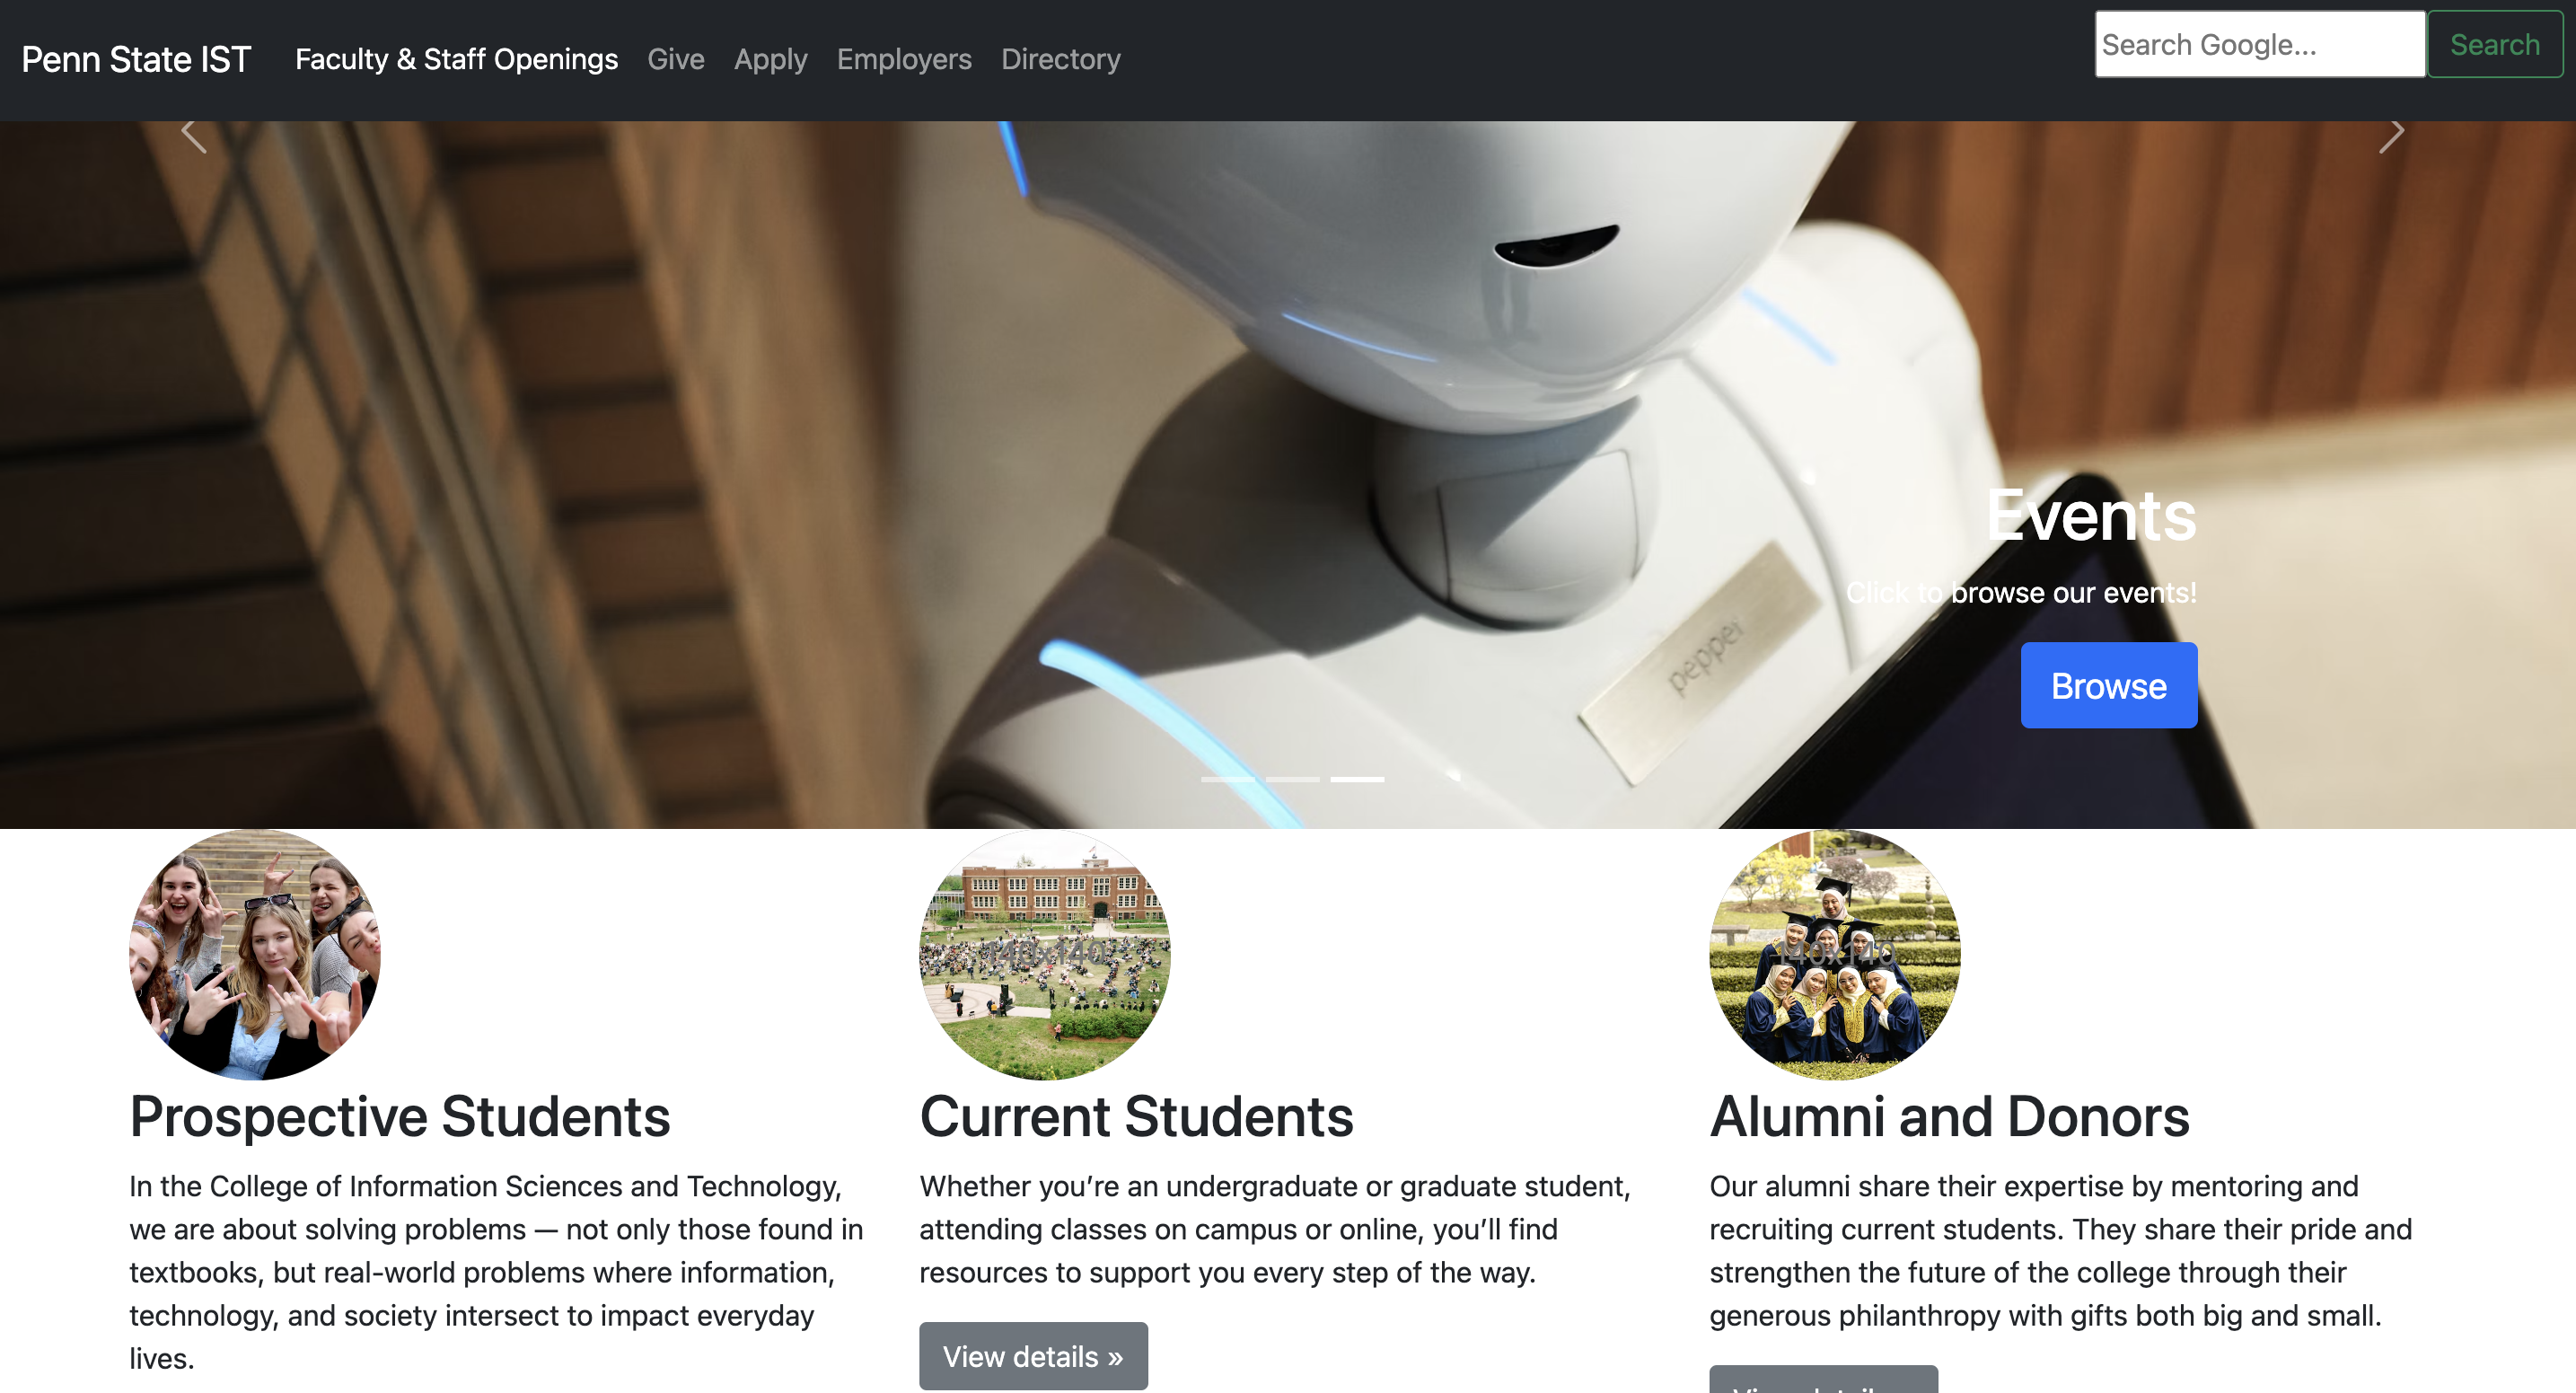 Penn State IST
Faculty & Staff Openings
Give
Apply
Employers
Directory
Search Google...
Search
Events
Click to browse our events!
Browse
pepper
140x140
140x140
Prospective Students
In the College of Information Sciences and Technology,
we are about solving problems — not only those found in
textbooks, but real-world problems where information,
technology, and society intersect to impact everyday
lives.
Current Students
Whether you’re an undergraduate or graduate student,
attending classes on campus or online, you’ll find
resources to support you every step of the way.
View details »
Alumni and Donors
Our alumni share their expertise by mentoring and
recruiting current students. They share their pride and
strengthen the future of the college through their
generous philanthropy with gifts both big and small.